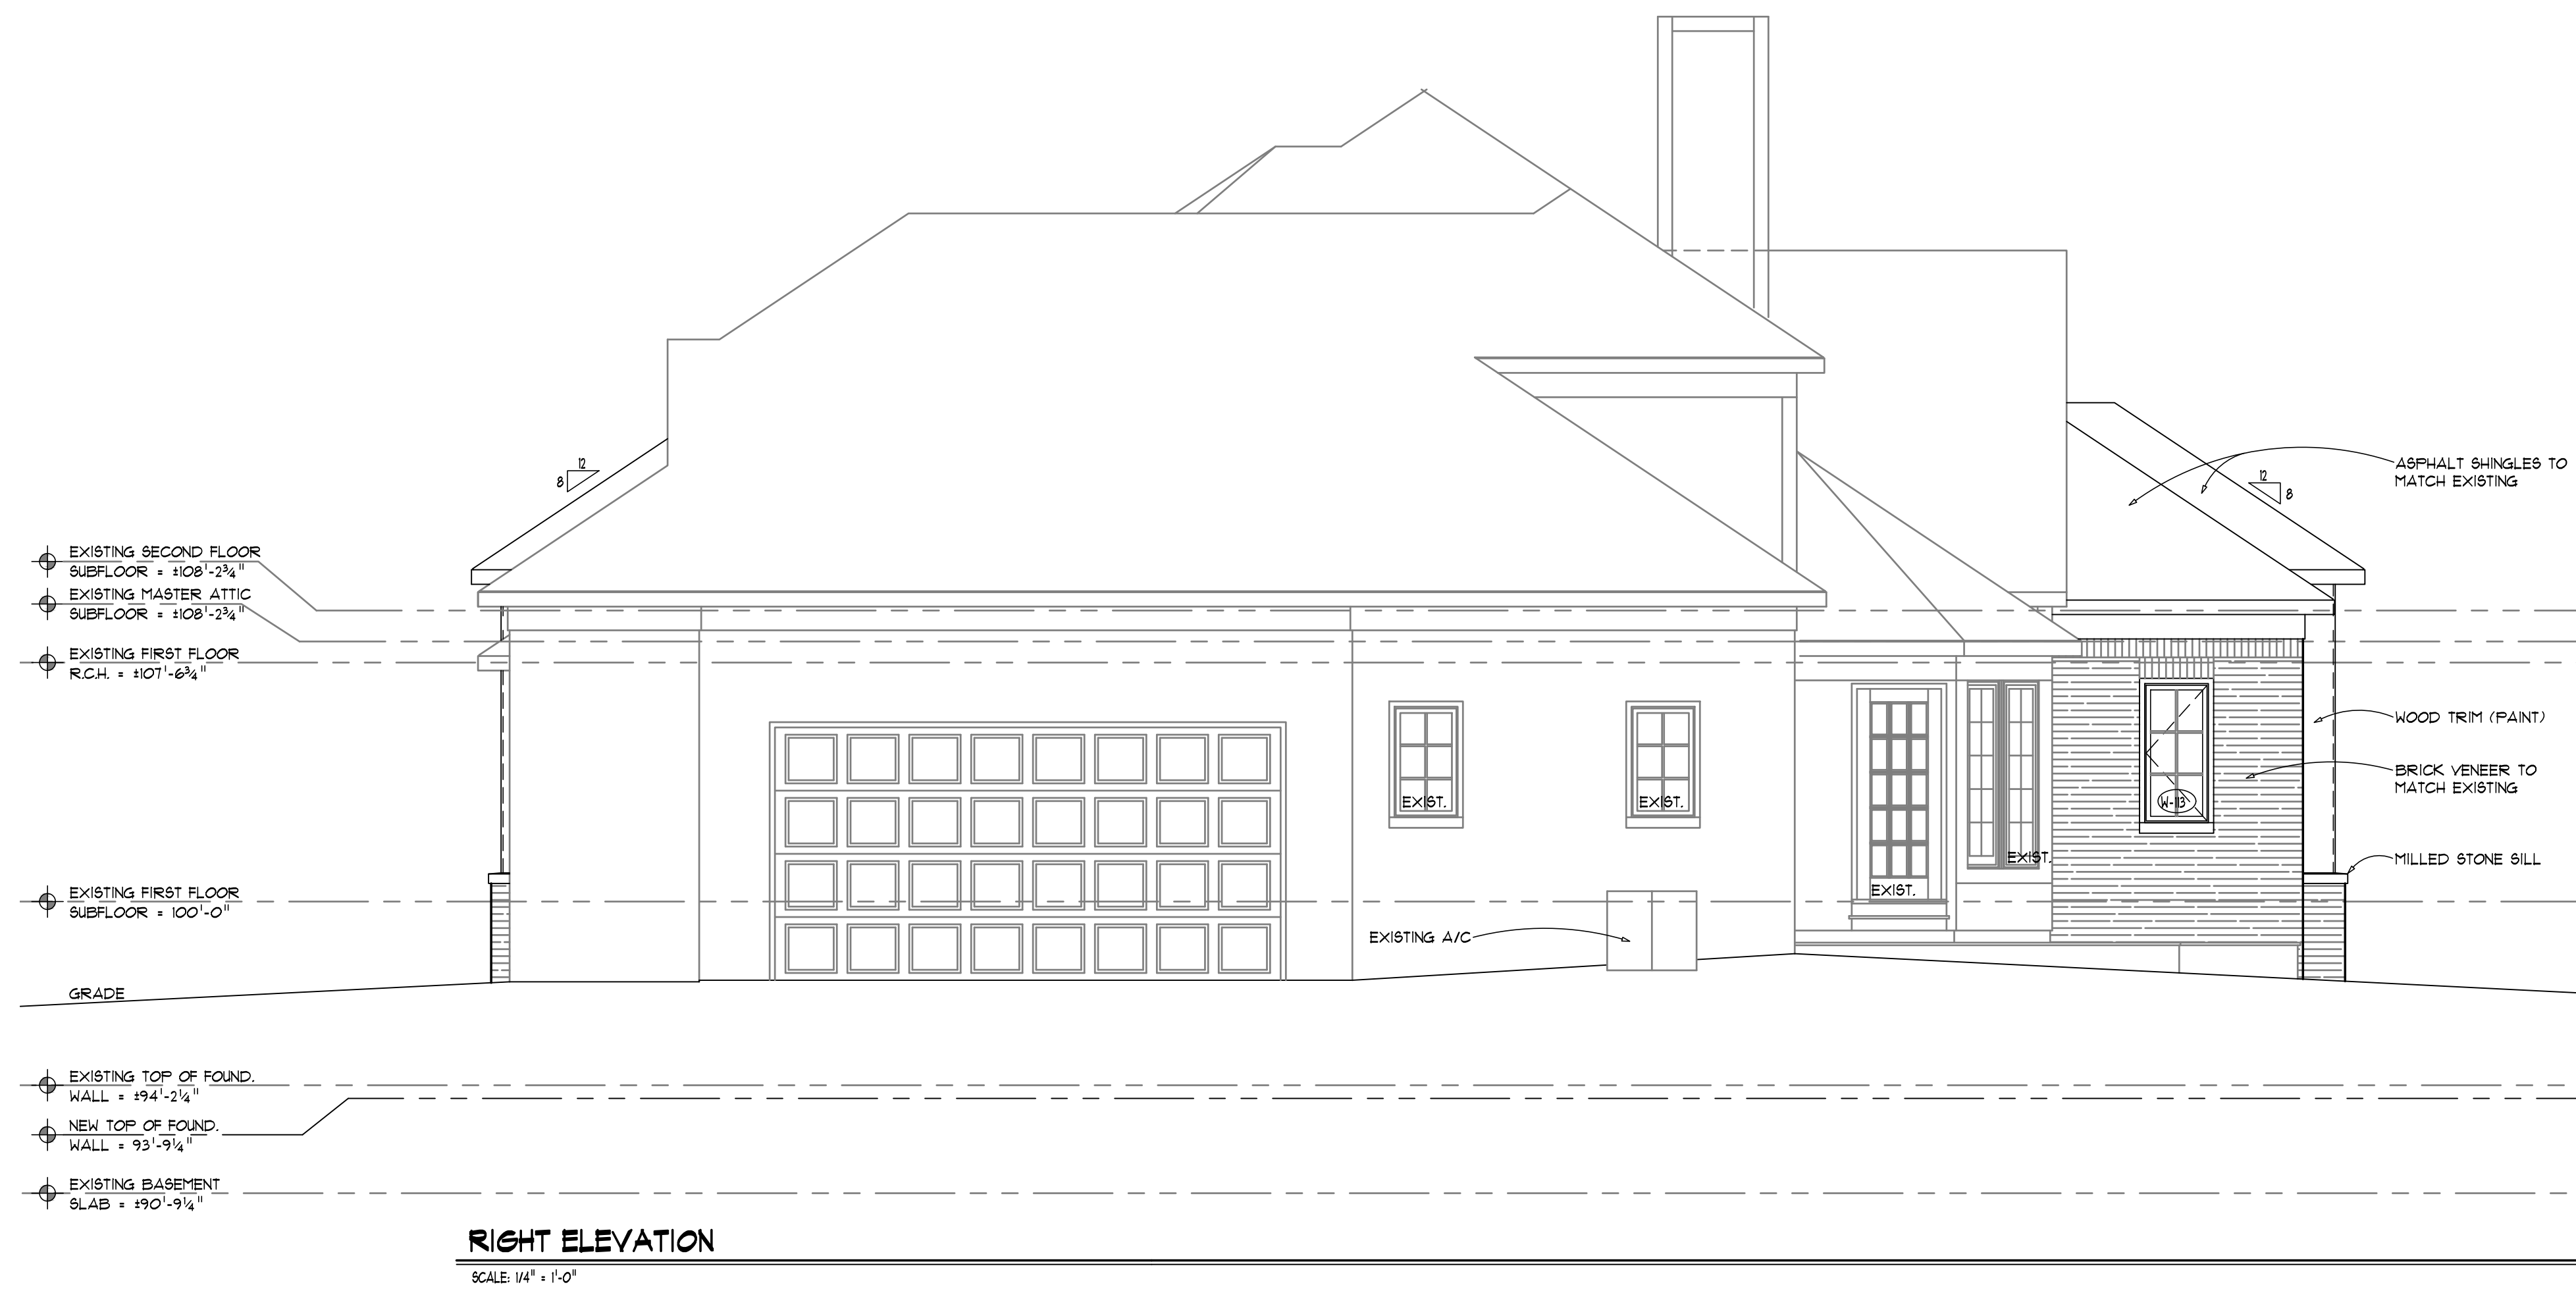 12
8
ASPHALT SHINGLES TO
MATCH EXISTING
12
8
EXISTING SECOND FLOOR
SUBFLOOR = ±108'-2¾"
EXISTING MASTER ATTIC
SUBFLOOR = ±108'-2¾"
EXISTING FIRST FLOOR
R.C.H. = ±107'-6¾"
WOOD TRIM (PAINT)
BRICK VENEER TO
MATCH EXISTING
EXIST.
EXIST.
W-113
EXIST.
MILLED STONE SILL
EXIST.
EXISTING FIRST FLOOR
SUBFLOOR = 100'-0"
EXISTING A/C
GRADE
EXISTING TOP OF FOUND.
WALL = ±94'-2¼"
NEW TOP OF FOUND.
WALL = 93'-9¼"
EXISTING BASEMENT
SLAB = ±90'-9¼"
RIGHT ELEVATION
SCALE: 1/4" = 1'-0"